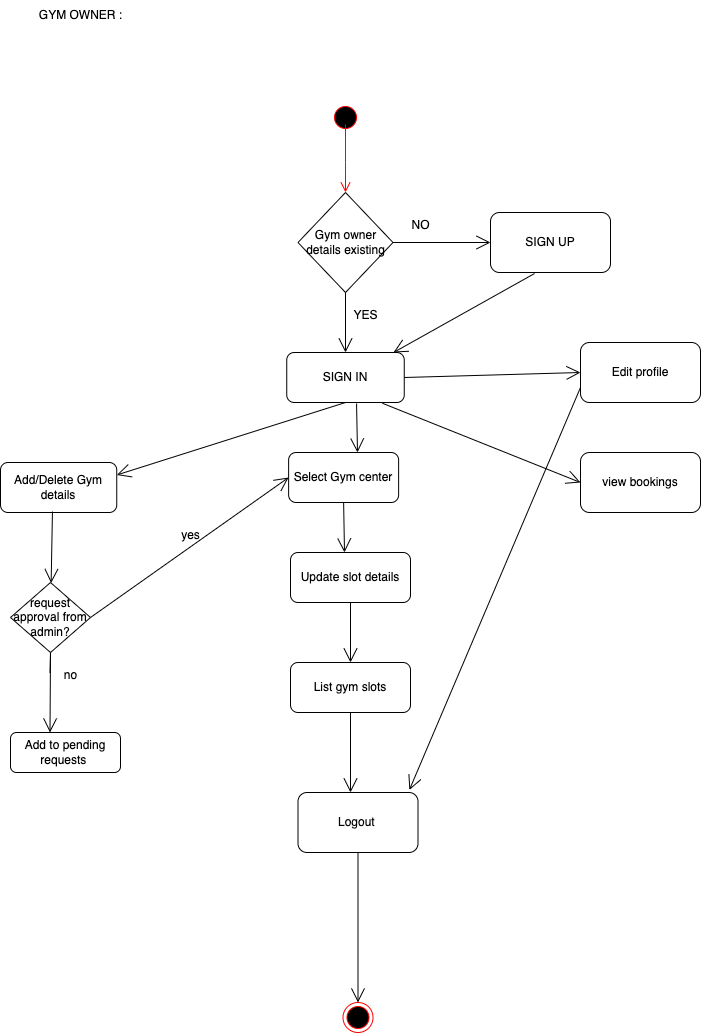 GYM OWNER :
Gym owner
details existing
NO
SIGN UP
YES
SIGN IN
Edit profile
Add/Delete Gym
details
Select Gym center
view bookings
yes
Update slot details
request
approval from
admin?
no
List gym slots
Add to pending
requests
Logout